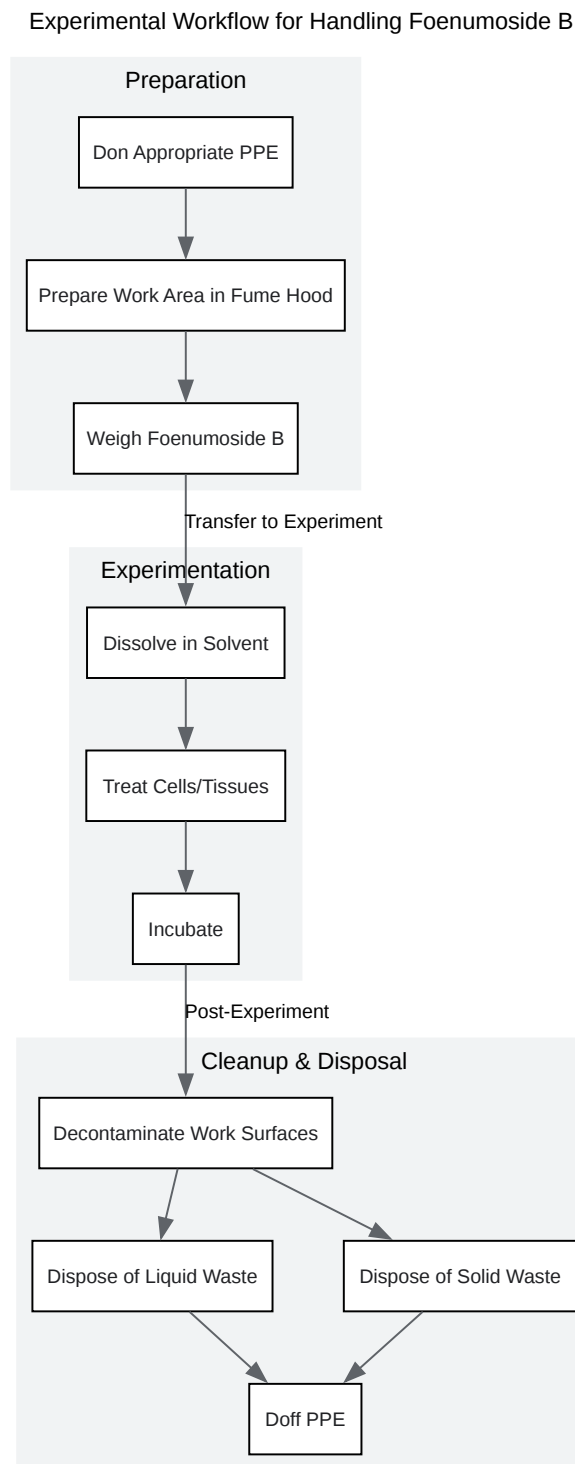 Experimental Workflow for Handling Foenumoside B
Preparation
Don Appropriate PPE
Prepare Work Area in Fume Hood
Weigh Foenumoside B
Transfer to Experiment
Experimentation
Dissolve in Solvent
Treat Cells/Tissues
Incubate
Post-Experiment
Cleanup & Disposal
Decontaminate Work Surfaces
Dispose of Liquid Waste
Dispose of Solid Waste
Doff PPE